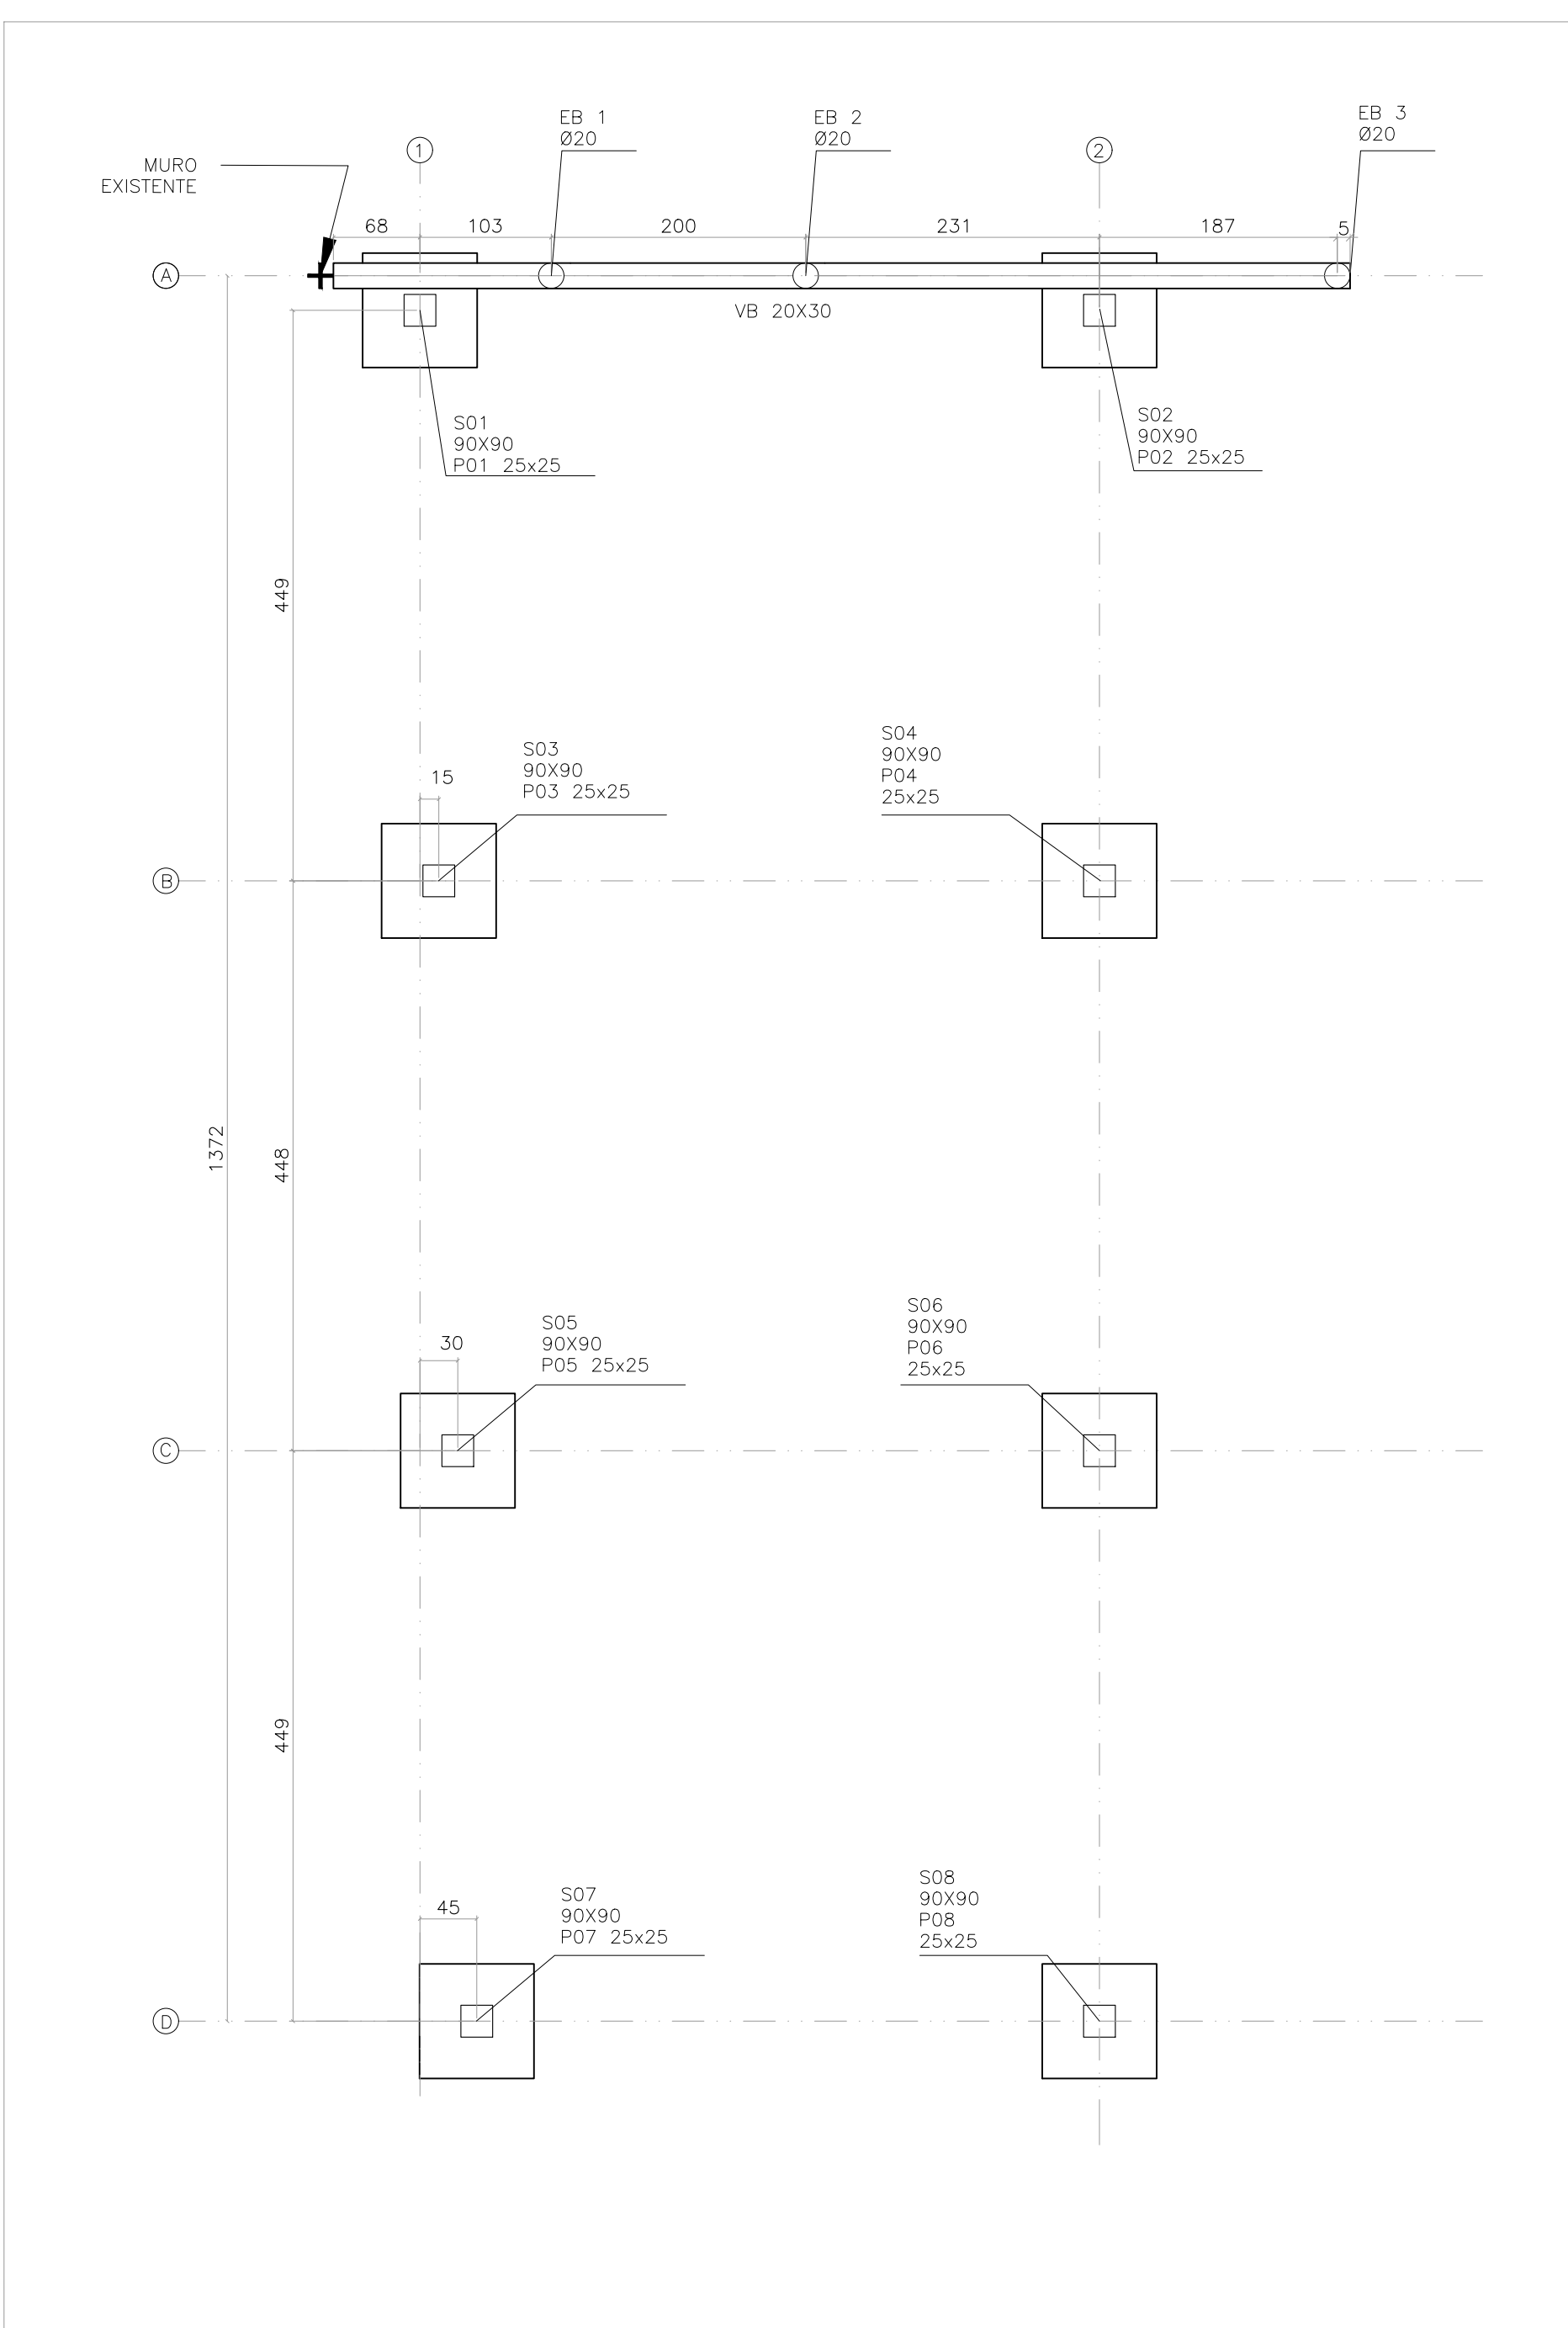 EB 1
Ø20
EB 2
Ø20
EB 3
Ø20
1
2
MURO
EXISTENTE
68
103
200
231
187
5
A
VB 20X30
S01
90X90
P01 25x25
S02
90X90
P02 25x25
449
S03
90X90
P03 25x25
15
S04
90X90
P04
25x25
B
1372
448
S05
90X90
P05 25x25
30
S06
90X90
P06
25x25
C
449
S07
90X90
P07 25x25
45
S08
90X90
P08
25x25
D